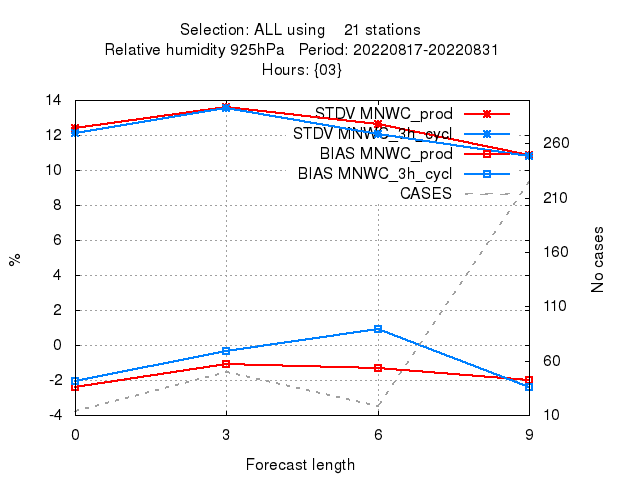 Selection: ALL using 21 stations
Relative humidity 925hPa Period: 20220817-20220831
Hours: {03}
14
12
10
8
6
4
2
0
-2
-4
%
STDV MNWC_prod
STDV MNWC_3h_cycl
BIAS MNWC_prod
BIAS MNWC_3h_cycl
CASES
260
210
160
110
60
10
No cases
0 3 6 9
Forecast length